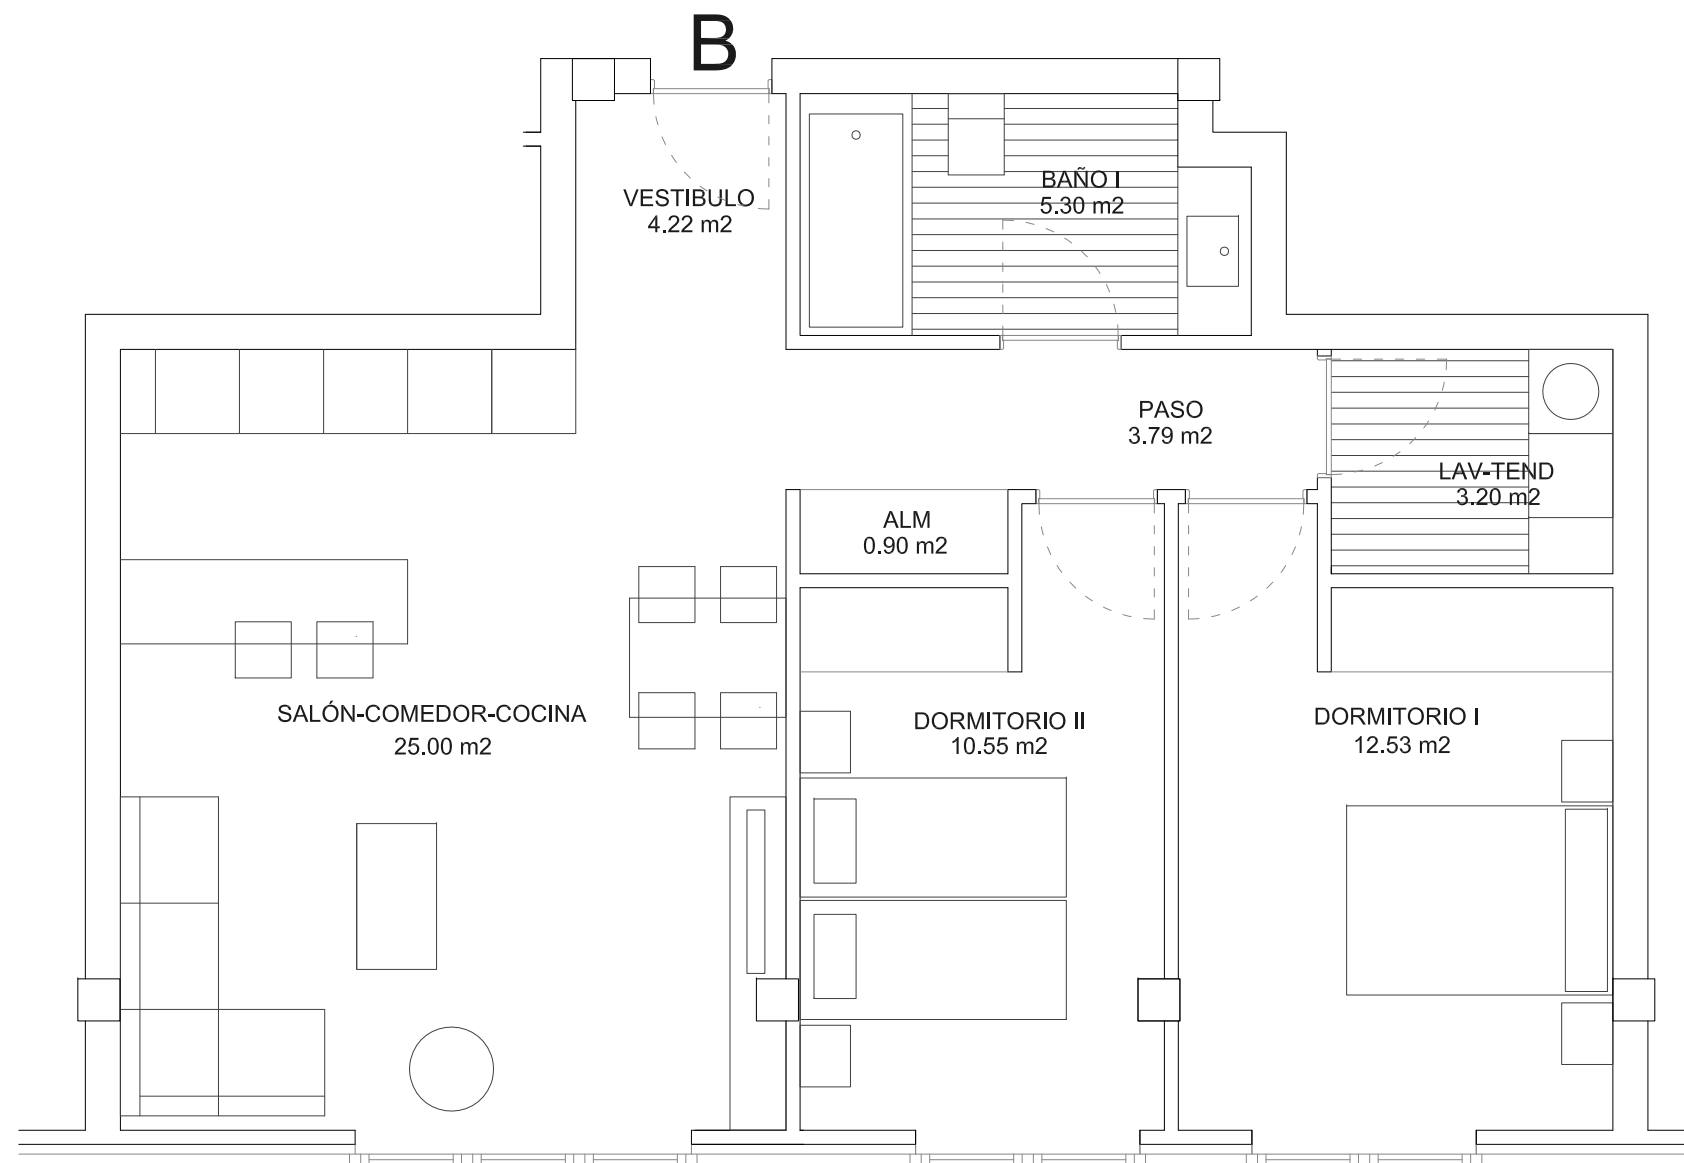 B
VESTIBULO
4.22 m2
BAÑO I
5.30 m2
PASO
3.79 m2
LAV-TEND
3.20 m2
ALM
0.90 m2
SALÓN-COMEDOR-COCINA
25.00 m2
DORMITORIO II
10.55 m2
DORMITORIO I
12.53 m2